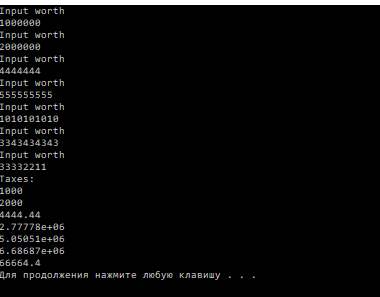 Input worth
1000000
Input worth
2000000
Input worth
4444444
Input worth
555555555
Input worth
1010101010
Input worth
3343434343
Input worth
33332211
Taxes:
1000
2000
4444.44
2.77778e+06
5.05051e+06
6.68687e+06
66664.4
Для продолжения нажмите любую клавишу . . .